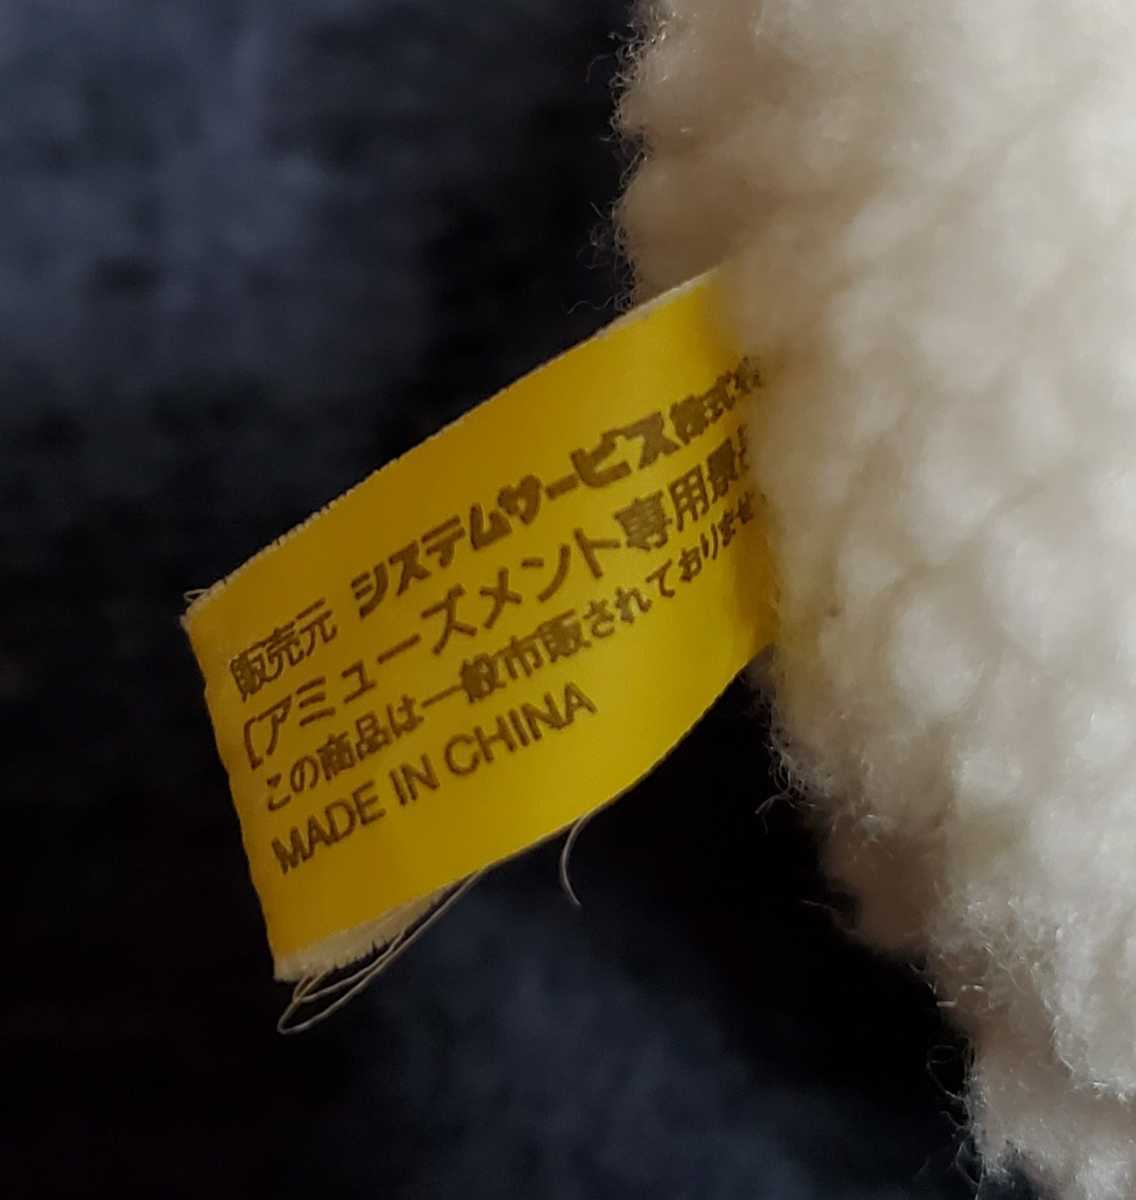 販売元 システムサービス株式会
[アミューズメント専用景品
この商品は一般市販されておりませ
MADE IN CHINA